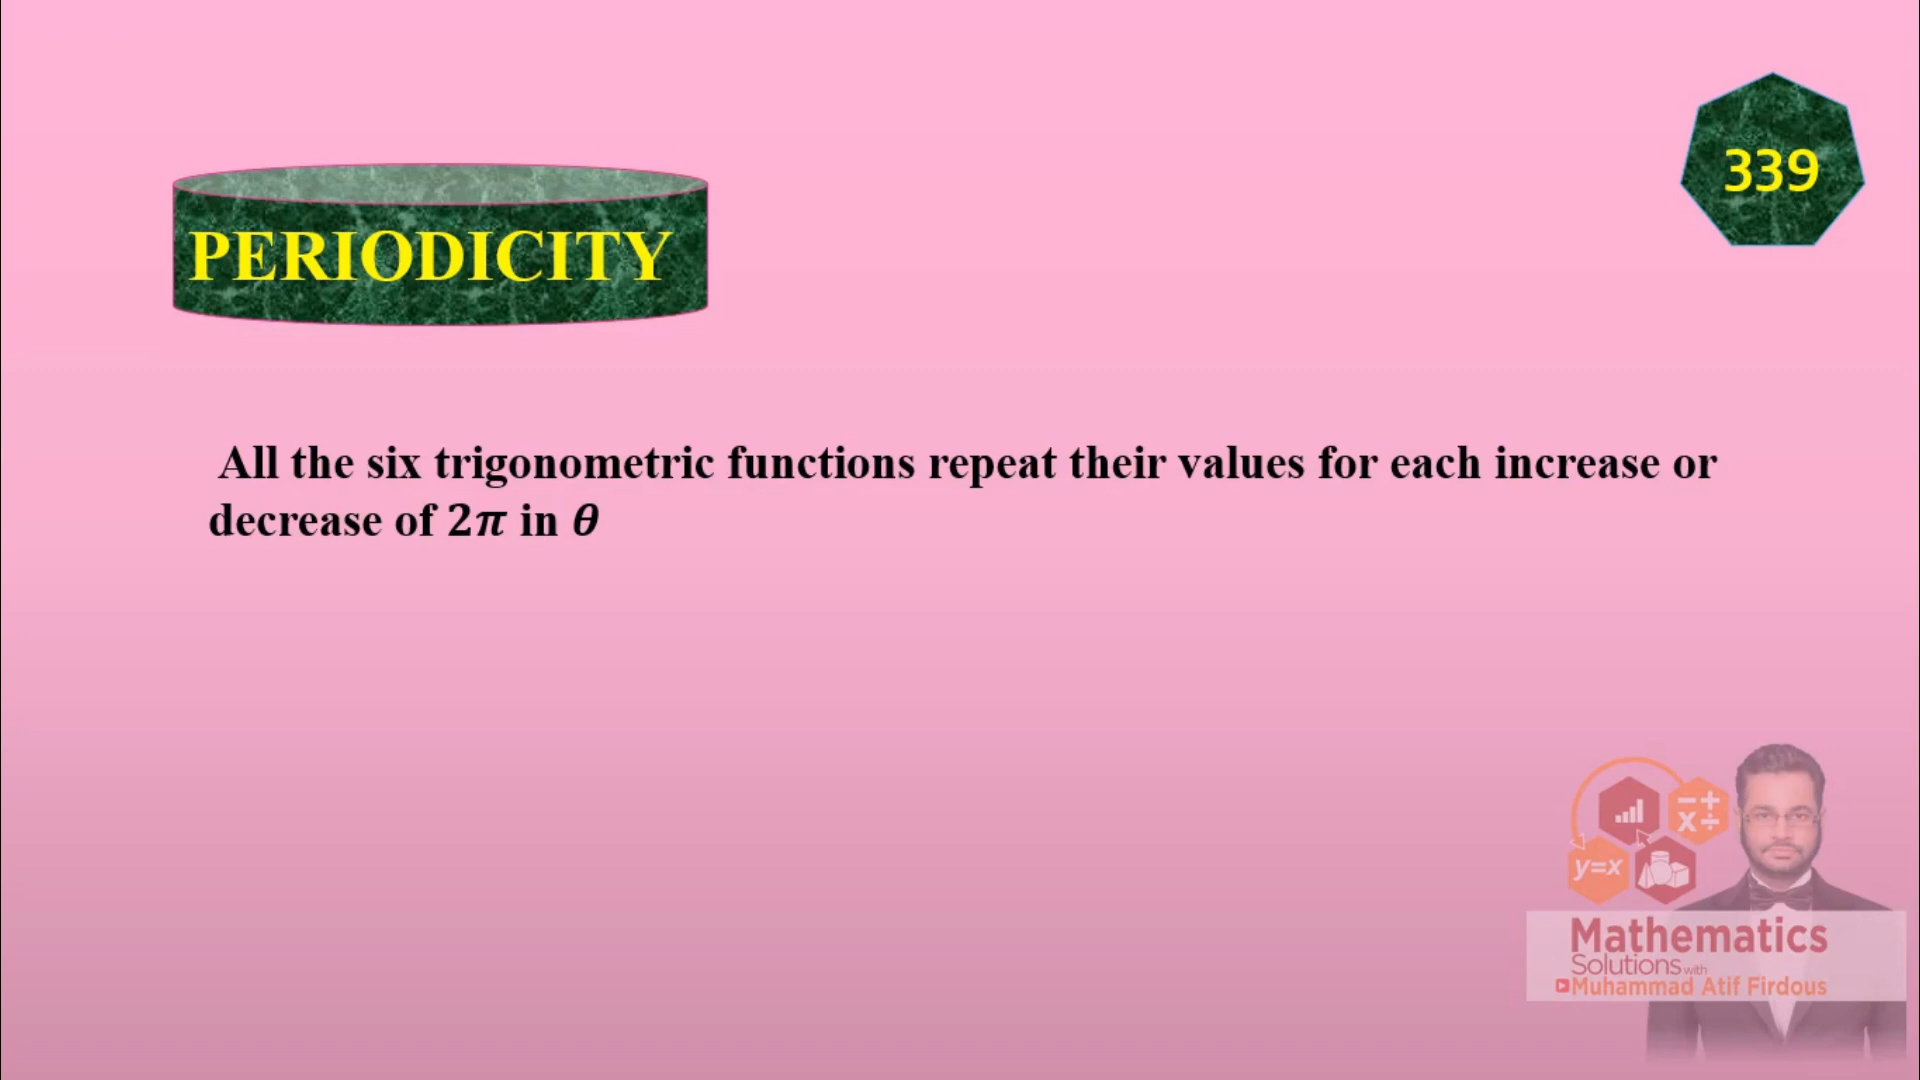 339
PERIODICITY
All the six trigonometric functions repeat their values for each increase or
decrease of 2π in θ
y=x
Mathematics
Solutions with
Muhammad Atif Firdous